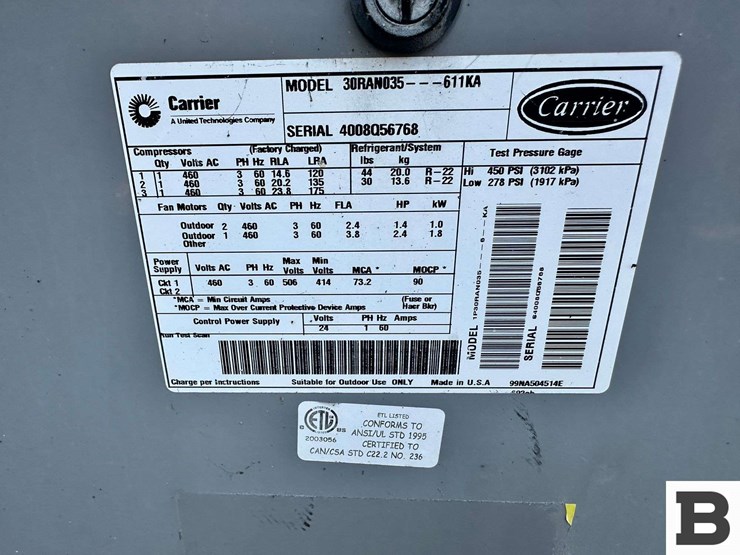 Carrier
A United Technologies Company
MODEL 30RAN035---611KA
SERIAL 4008Q56768
Carrier
Compressors (Factory Charged) Refrigerant/System
Qty Volts AC PH Hz RLA LRA lbs kg
1 1 460 3 60 14.6 120 44 20.0 R-22
2 1 460 3 60 20.2 135 30 13.6 R-22
3 1 460 3 60 23.8 175
Test Pressure Gage
Hi 450 PSI (3102 kPa)
Low 278 PSI (1917 kPa)
Fan Motors Qty Volts AC PH Hz FLA HP kW
Outdoor 2 460 3 60 2.4 1.4 1.0
Outdoor 1 460 3 60 3.8 2.4 1.8
Other
Power Supply Volts AC PH Hz Max Volts Min Volts MCA * MOCP *
Ckt 1 460 3 60 506 414 73.2 90
Ckt 2
*MCA = Min Circuit Amps (Fuse or
*MOCP = Max Over Current Protective Device Amps Hacr Bkr)
Control Power Supply Volts PH Hz Amps
24 1 60
Run Test Scan
Charge per Instructions Suitable for Outdoor Use ONLY Made in U.S.A 99NA504514E
MODEL 1P30RAN035---6--KA
SERIAL S4008Q56768
ETL
C US
2003056
ETL LISTED
CONFORMS TO
ANSI/UL STD 1995
CERTIFIED TO
CAN/CSA STD C22.2 NO. 236
B